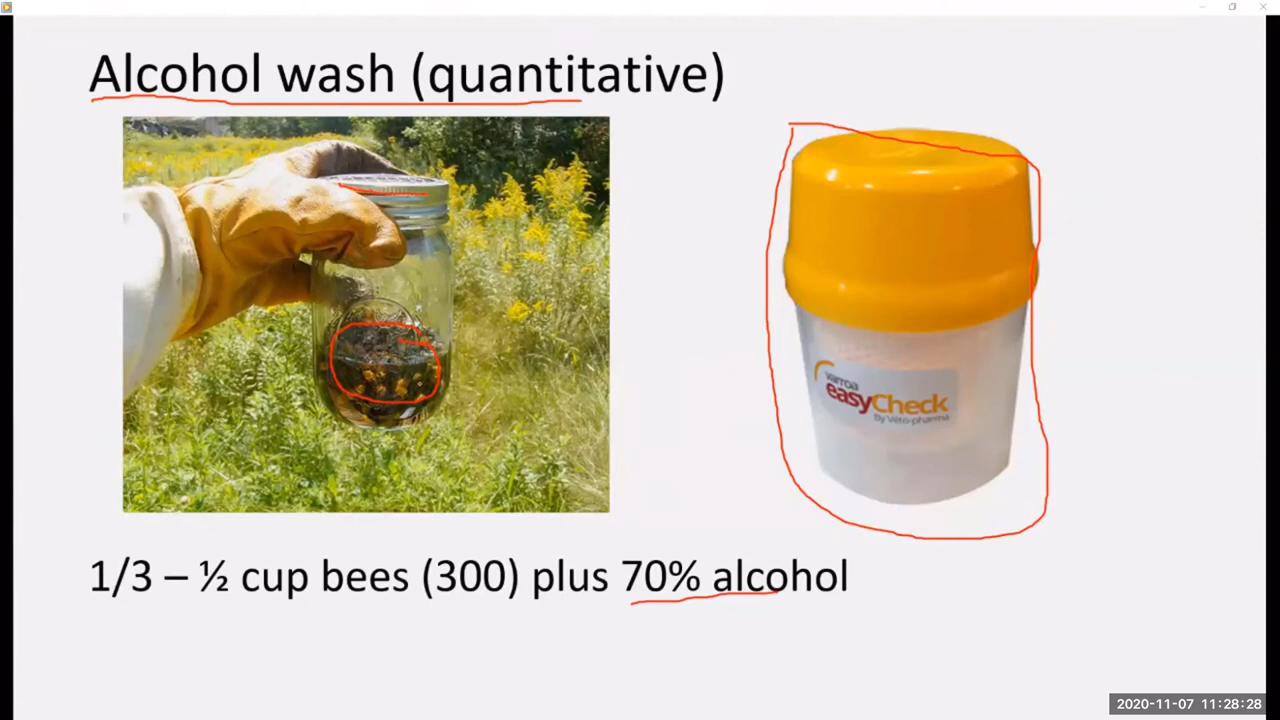 Alcohol wash (quantitative)
varroa
easyCheck
By Véto-pharma
1/3 – ½ cup bees (300) plus 70% alcohol
2020-11-07 11:28:28